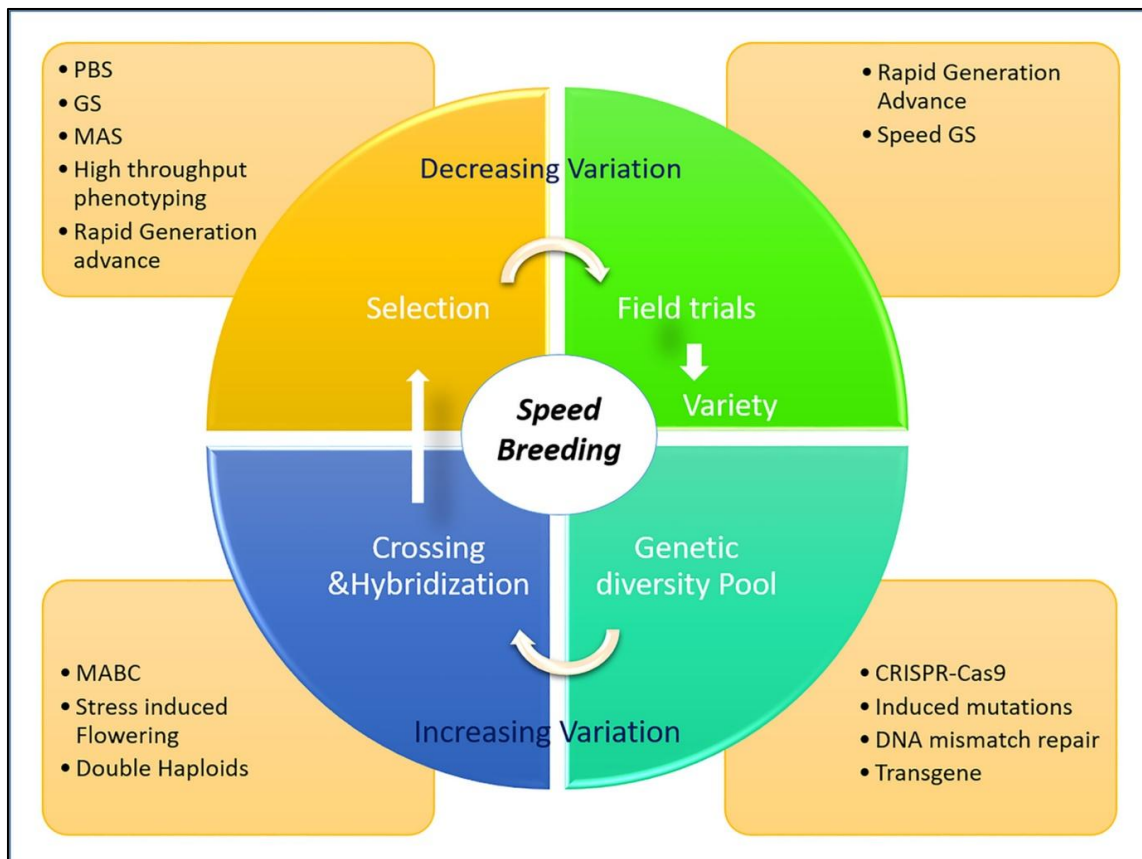 • PBS
• GS
• MAS
• High throughput
phenotyping
• Rapid Generation
advance
• Rapid Generation
Advance
• Speed GS
Decreasing Variation
Selection
Field trials
Variety
Speed
Breeding
Crossing
&Hybridization
Genetic
diversity Pool
Increasing Variation
• MABC
• Stress induced
Flowering
• Double Haploids
• CRISPR-Cas9
• Induced mutations
• DNA mismatch repair
• Transgene